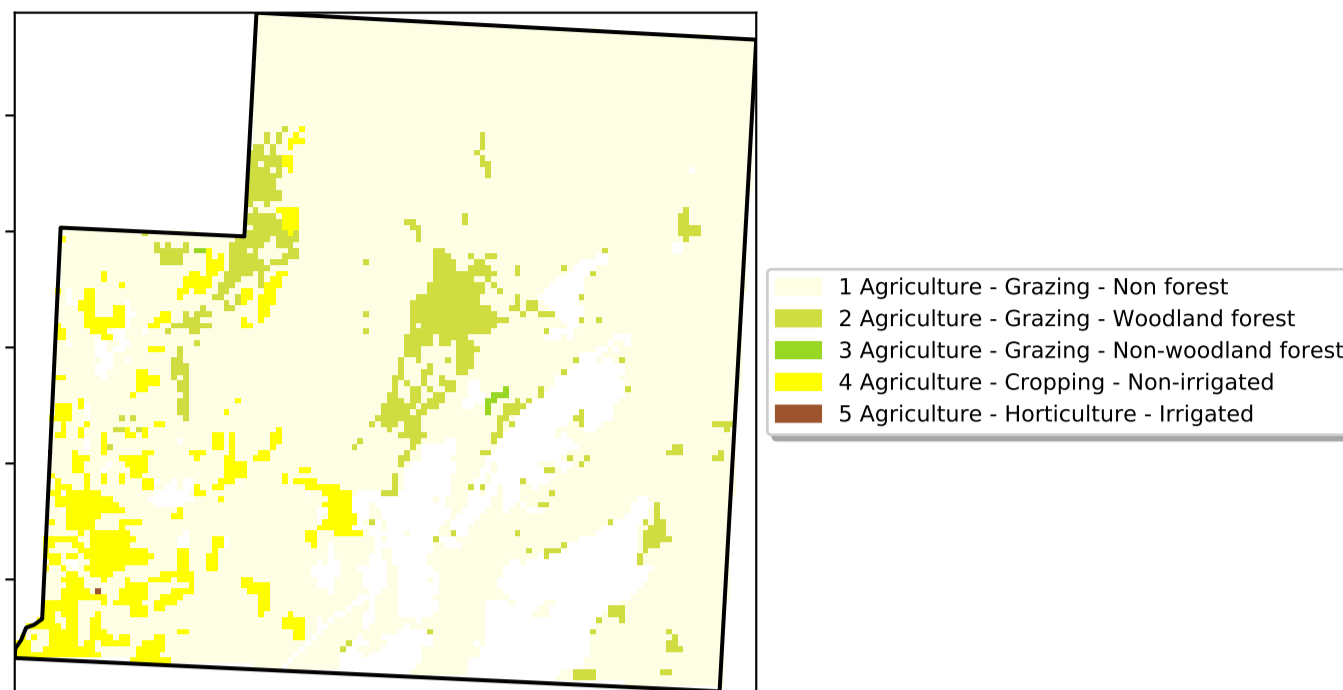 1 Agriculture - Grazing - Non forest
2 Agriculture - Grazing - Woodland forest
3 Agriculture - Grazing - Non-woodland forest
4 Agriculture - Cropping - Non-irrigated
5 Agriculture - Horticulture - Irrigated